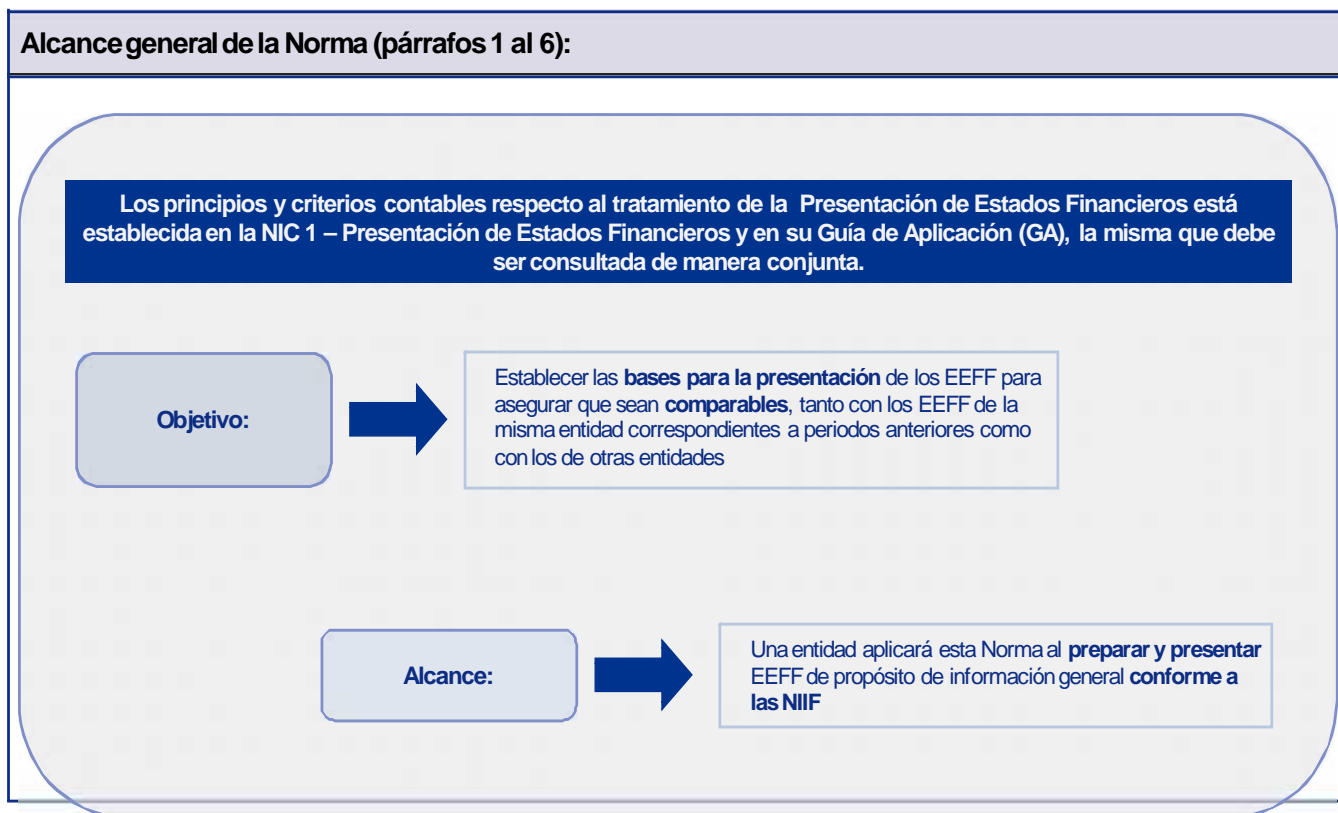 Alcance general de la Norma (párrafos 1 al 6):
Los principios y criterios contables respecto al tratamiento de la Presentación de Estados Financieros está
establecida en la NIC 1 – Presentación de Estados Financieros y en su Guía de Aplicación (GA), la misma que debe
ser consultada de manera conjunta.
Objetivo:
Establecer las bases para la presentación de los EEFF para
asegurar que sean comparables, tanto con los EEFF de la
misma entidad correspondientes a periodos anteriores como
con los de otras entidades
Alcance:
Una entidad aplicará esta Norma al preparar y presentar
EEFF de propósito de información general conforme a
las NIIF